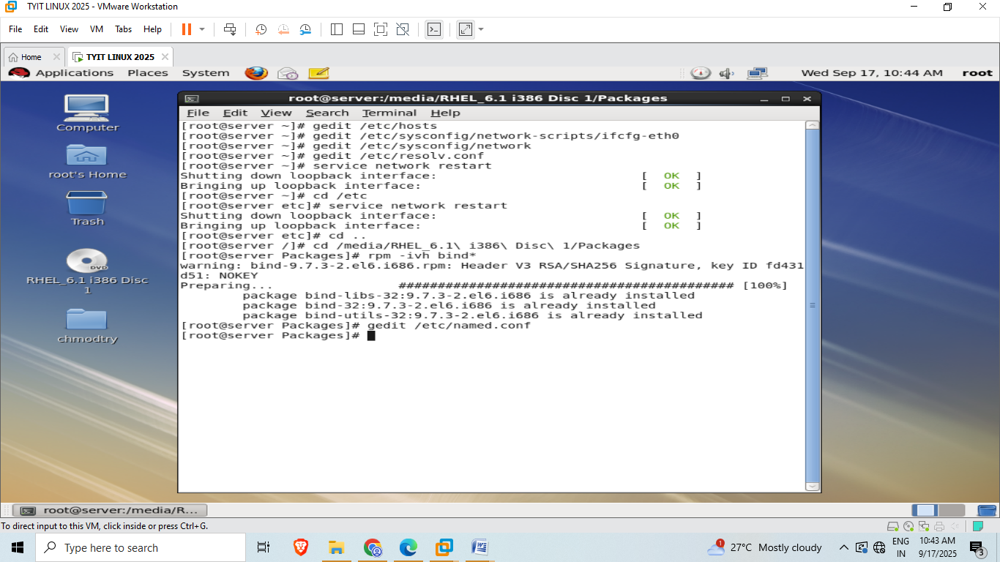 TYIT LINUX 2025 - VMware Workstation
File Edit View VM Tabs Help
Home TYIT LINUX 2025
Applications Places System Wed Sep 17, 10:44 AM root
Computer
root's Home
Trash
DVD
RHEL_6.1 i386 Disc
1
chmodtry
root@server:/media/RHEL_6.1 i386 Disc 1/Packages
File Edit View Search Terminal Help
[root@server ~]# gedit /etc/hosts
[root@server ~]# gedit /etc/sysconfig/network-scripts/ifcfg-eth0
[root@server ~]# gedit /etc/sysconfig/network
[root@server ~]# gedit /etc/resolv.conf
[root@server ~]# service network restart
Shutting down loopback interface: [ OK ]
Bringing up loopback interface: [ OK ]
[root@server ~]# cd /etc
[root@server etc]# service network restart
Shutting down loopback interface: [ OK ]
Bringing up loopback interface: [ OK ]
[root@server etc]# cd ..
[root@server /]# cd /media/RHEL_6.1\ i386\ Disc\ 1/Packages
[root@server Packages]# rpm -ivh bind*
warning: bind-9.7.3-2.el6.i686.rpm: Header V3 RSA/SHA256 Signature, key ID fd431
d51: NOKEY
Preparing... ########################################### [100%]
package bind-libs-32:9.7.3-2.el6.i686 is already installed
package bind-32:9.7.3-2.el6.i686 is already installed
package bind-utils-32:9.7.3-2.el6.i686 is already installed
[root@server Packages]# gedit /etc/named.conf
[root@server Packages]#
root@server:/media/R...
To direct input to this VM, click inside or press Ctrl+G.
Type here to search
1
27°C Mostly cloudy
ENG
IN
10:43 AM
9/17/2025
3